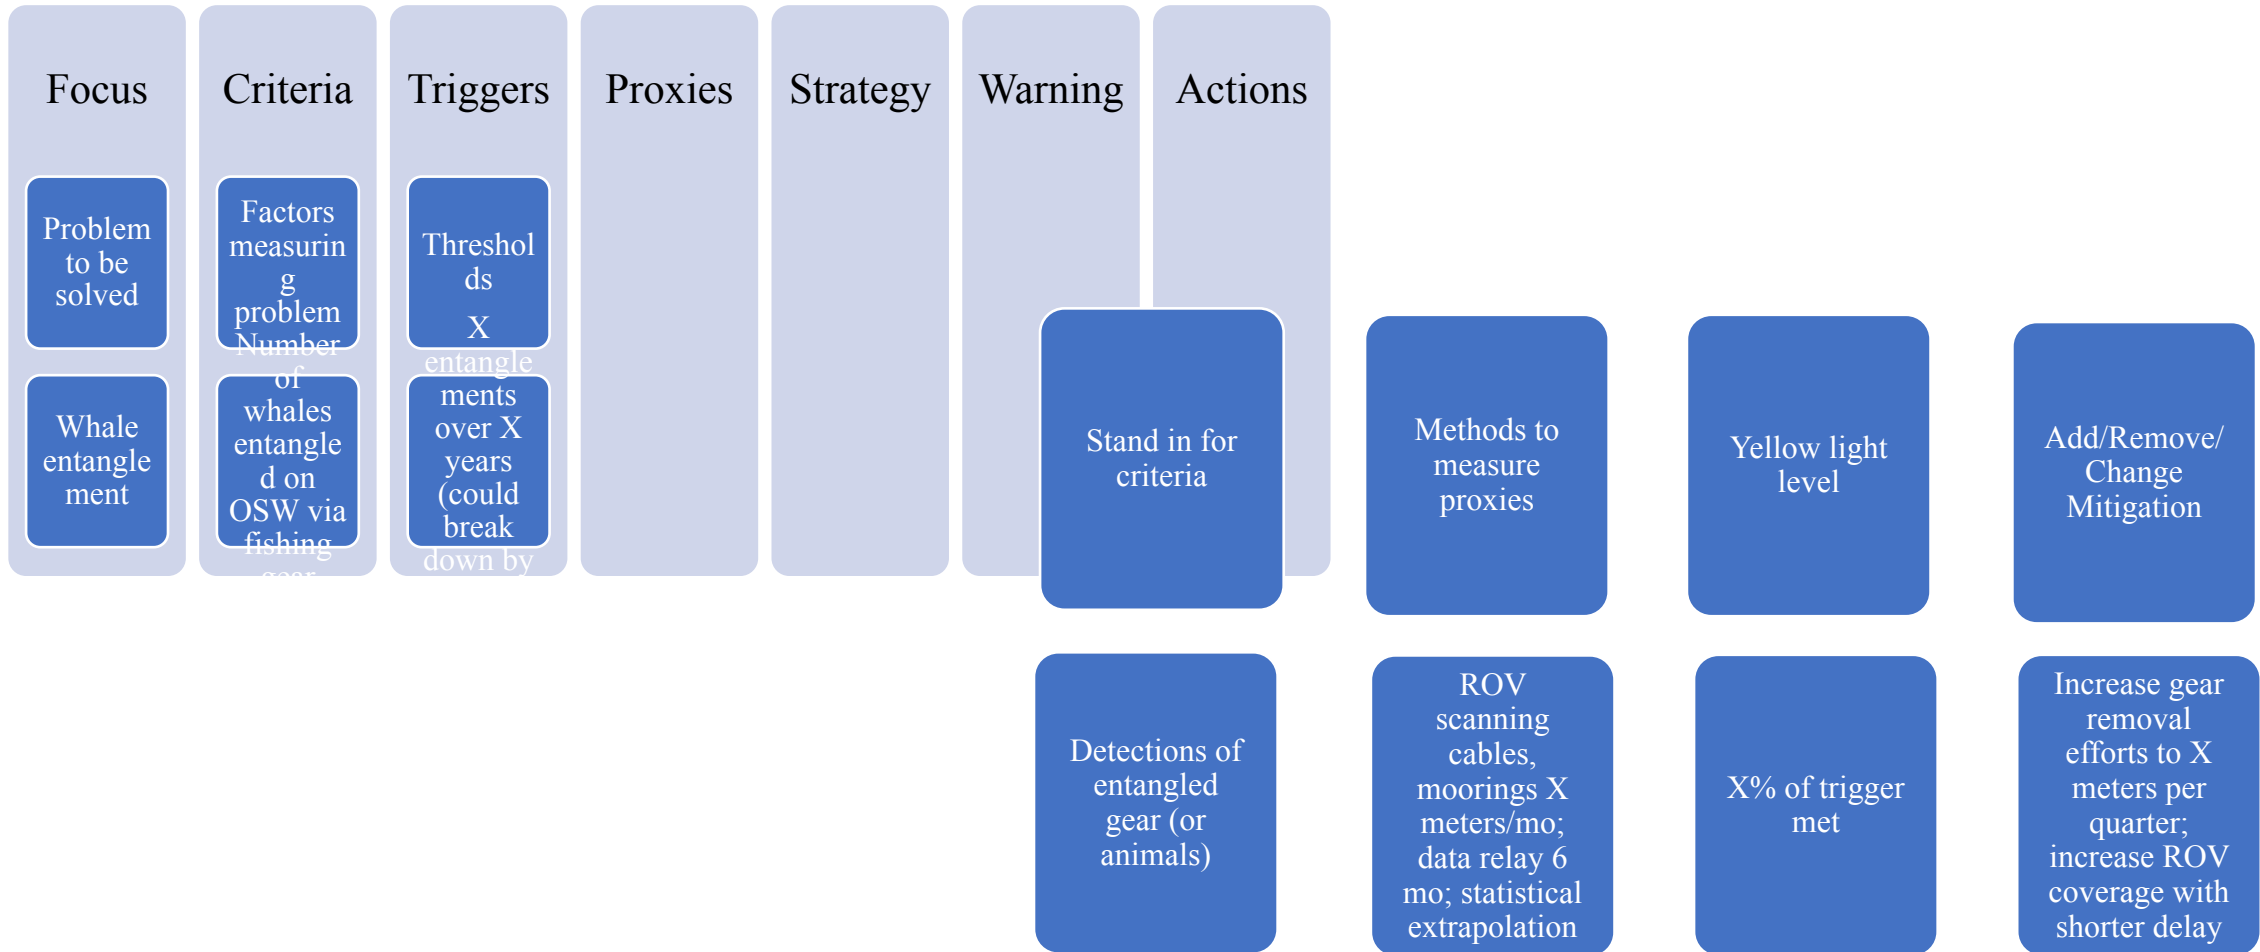 Focus
Criteria
Triggers
Proxies
Strategy
Warning
Actions
Problem
to be
solved
Factors
measurin
g
problem
Number
of
whales
entangle
d on
OSW via
fishing
gear
Threshol
ds
X
entangle
ments
over X
years
(could
break
down by
Whale
entangle
ment
Stand in for
criteria
Methods to
measure
proxies
Yellow light
level
Add/Remove/
Change
Mitigation
Detections of
entangled
gear (or
animals)
ROV
scanning
cables,
moorings X
meters/mo;
data relay 6
mo; statistical
extrapolation
X% of trigger
met
Increase gear
removal
efforts to X
meters per
quarter;
increase ROV
coverage with
shorter delay